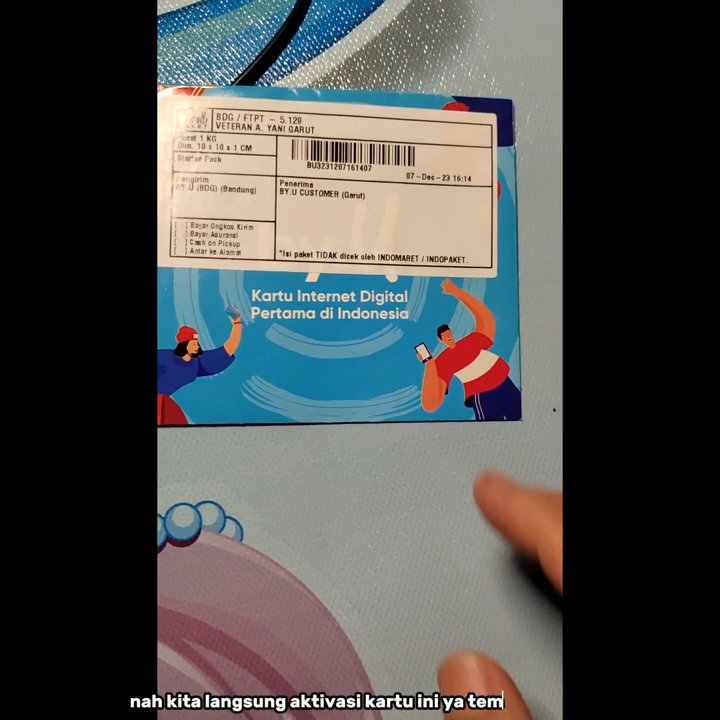 BDG / FTPT - 5.129
VETERAN A. YANI GARUT
1 KG
Dim. 10 x 10 x 1 CM
Starter Pack
BU3231207161407
07-Dec-23 16:14
Pengirim
BY.U (BDG) (Bandung)
Penerima
BY.U CUSTOMER (Garut)
[ ] Bayar Ongkos Kirim
[ ] Bayar Asuransi
[ ] Cash on Pickup
[ ] Antar ke Alamat
*Isi paket TIDAK dicek oleh INDOMARET / INDOPAKET.
Kartu Internet Digital
Pertama di Indonesia
nah kita langsung aktivasi kartu ini ya tem